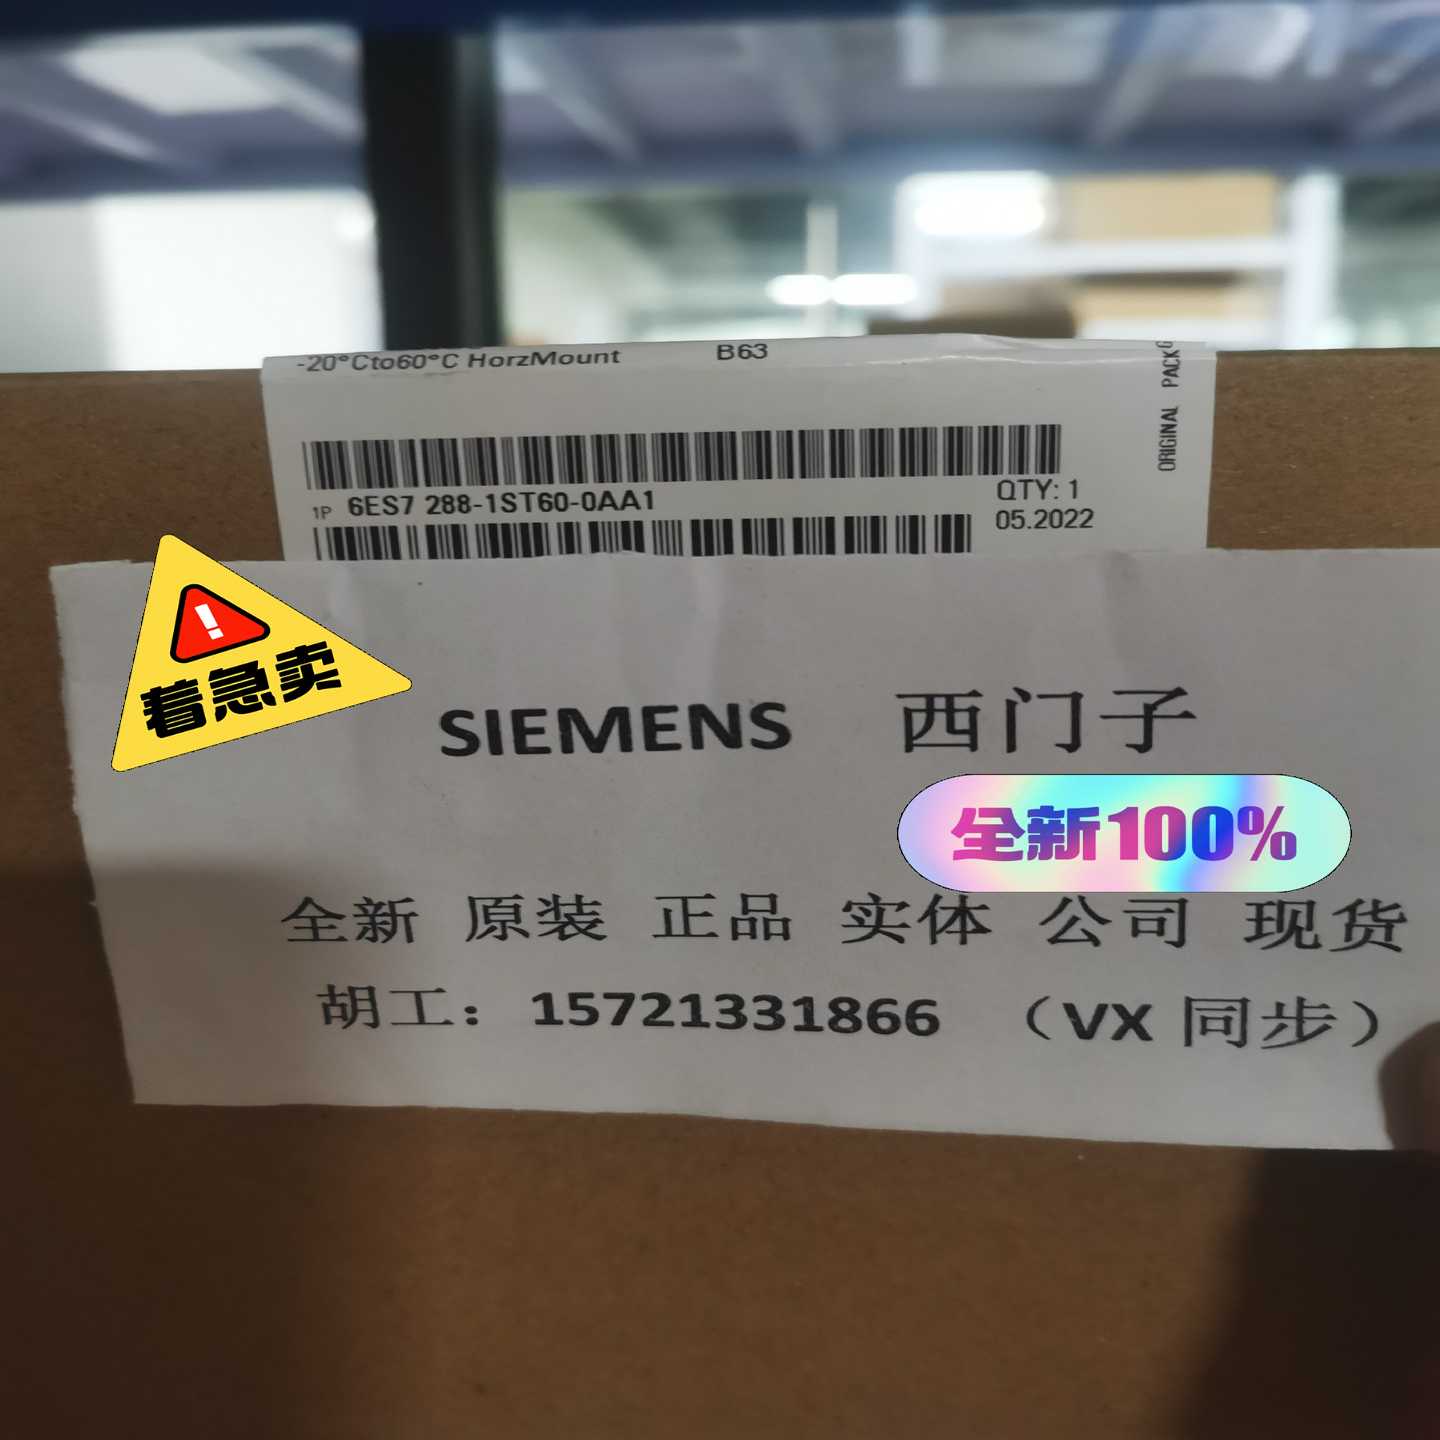 -20°Cto60°C HorzMount B63
ORIGINAL PACK
1P 6ES7 288-1ST60-0AA1
QTY: 1
05.2022
!
着急卖
SIEMENS 西门子
全新100%
全新 原装 正品 实体 公司 现货
胡工： 15721331866 （VX 同步）